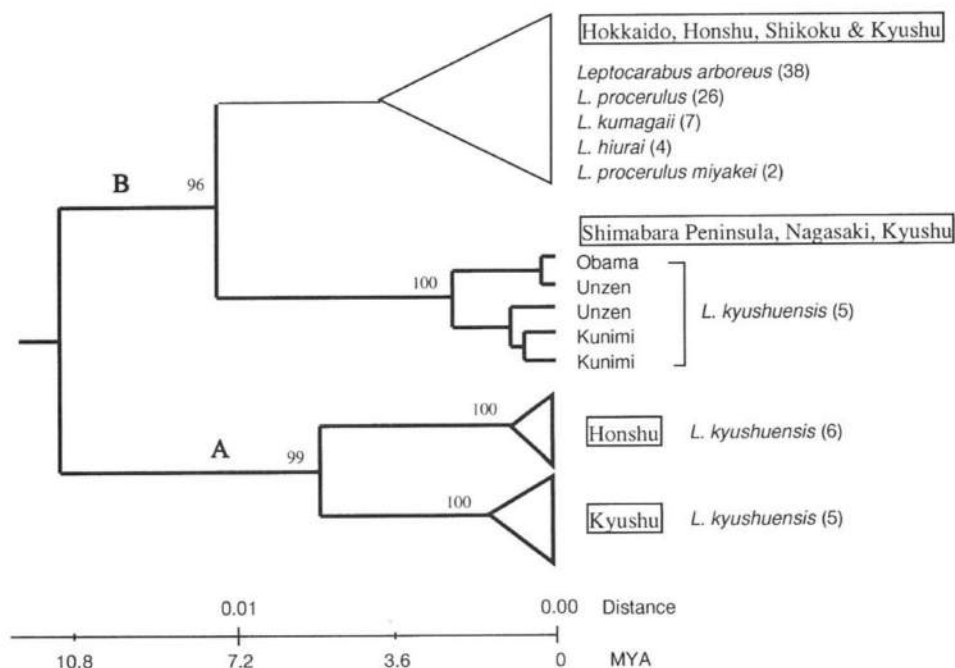 Hokkaido, Honshu, Shikoku & Kyushu
Leptocarabus arboreus (38)
L. procerulus (26)
L. kumagaii (7)
L. hiurai (4)
L. procerulus miyakei (2)
B
96
Shimabara Peninsula, Nagasaki, Kyushu
100
Obama
Unzen
Unzen
Kunimi
Kunimi
L. kyushuensis (5)
100
Honshu L. kyushuensis (6)
A
99
100
Kyushu L. kyushuensis (5)
0.01 0.00 Distance
10.8 7.2 3.6 0 MYA